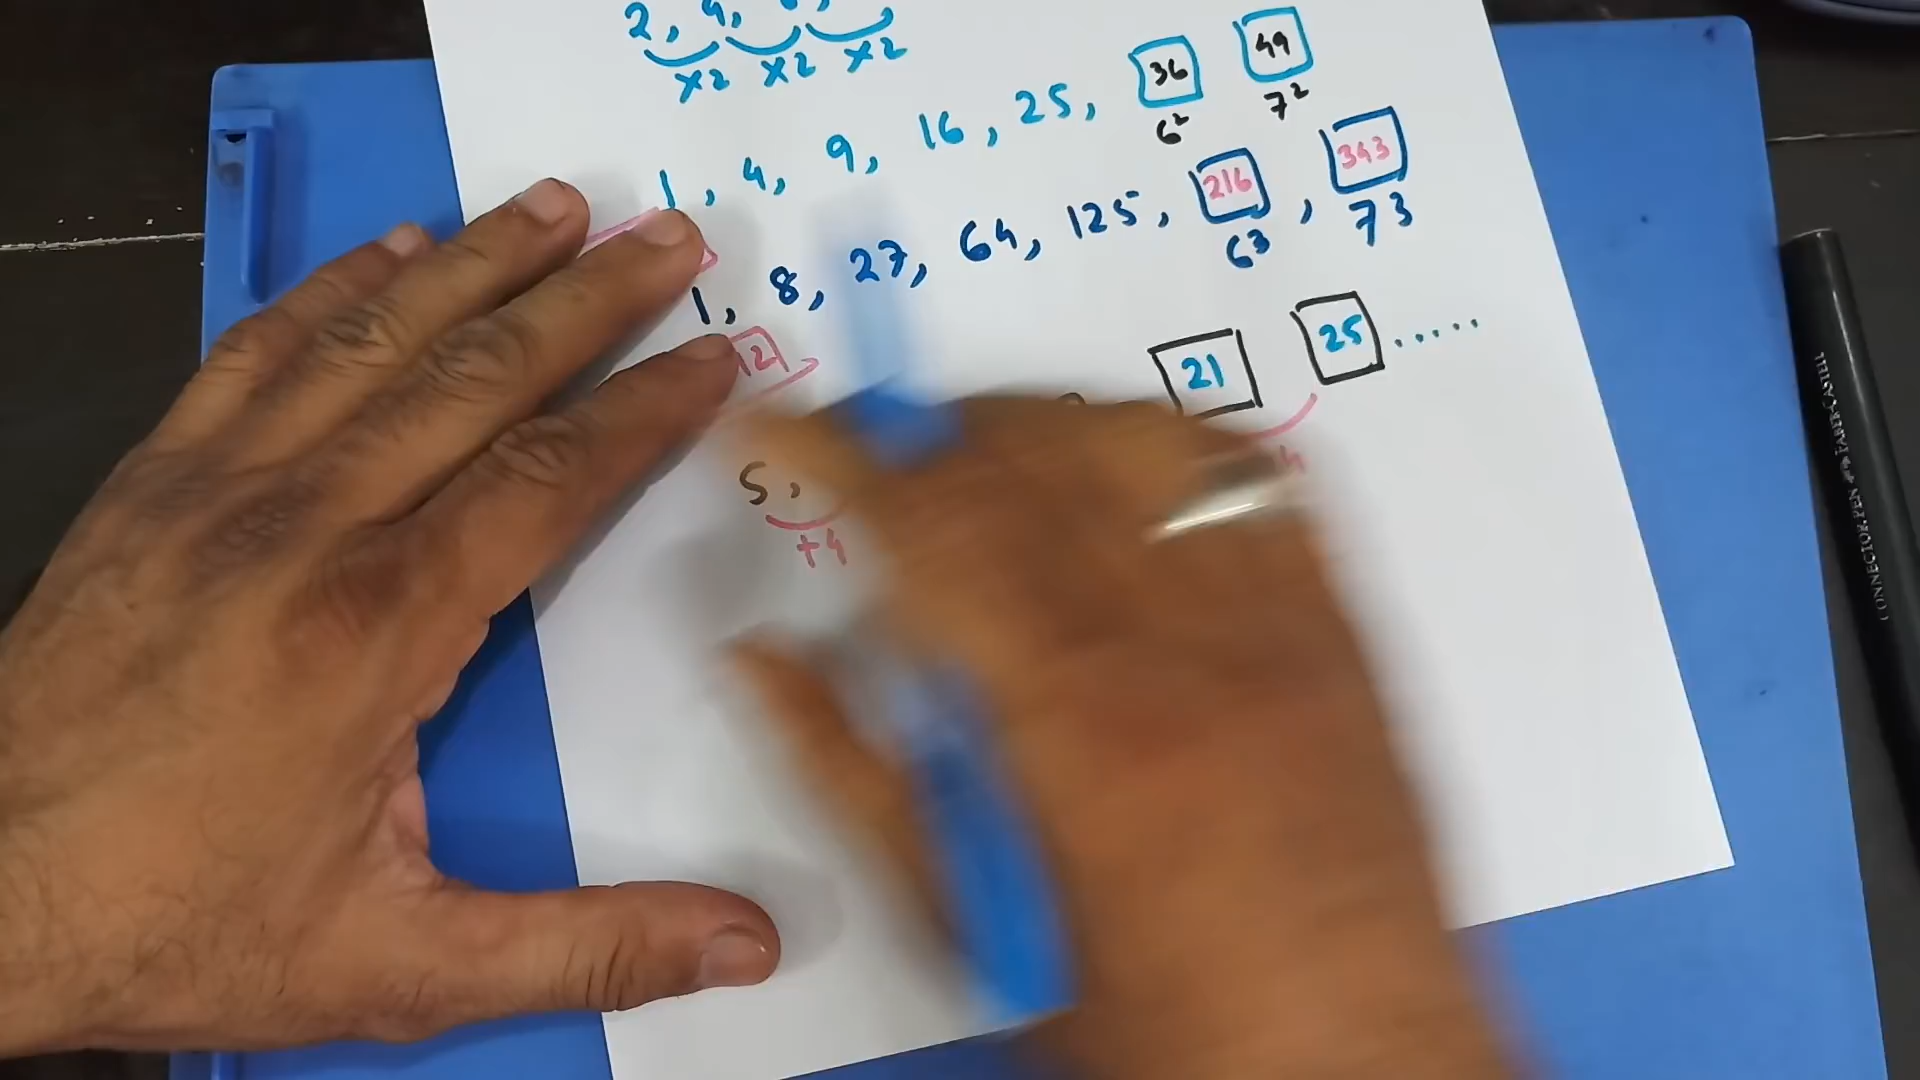 2, 4,
×2 ×2 ×2
1, 4, 9, 16, 25, 36 49
6² 7²
1, 8, 27, 64, 125, 216, 343
6³ 7³
12
21 25 .....
5,
+4 4
CONNECTOR PEN FABER-CASTELL